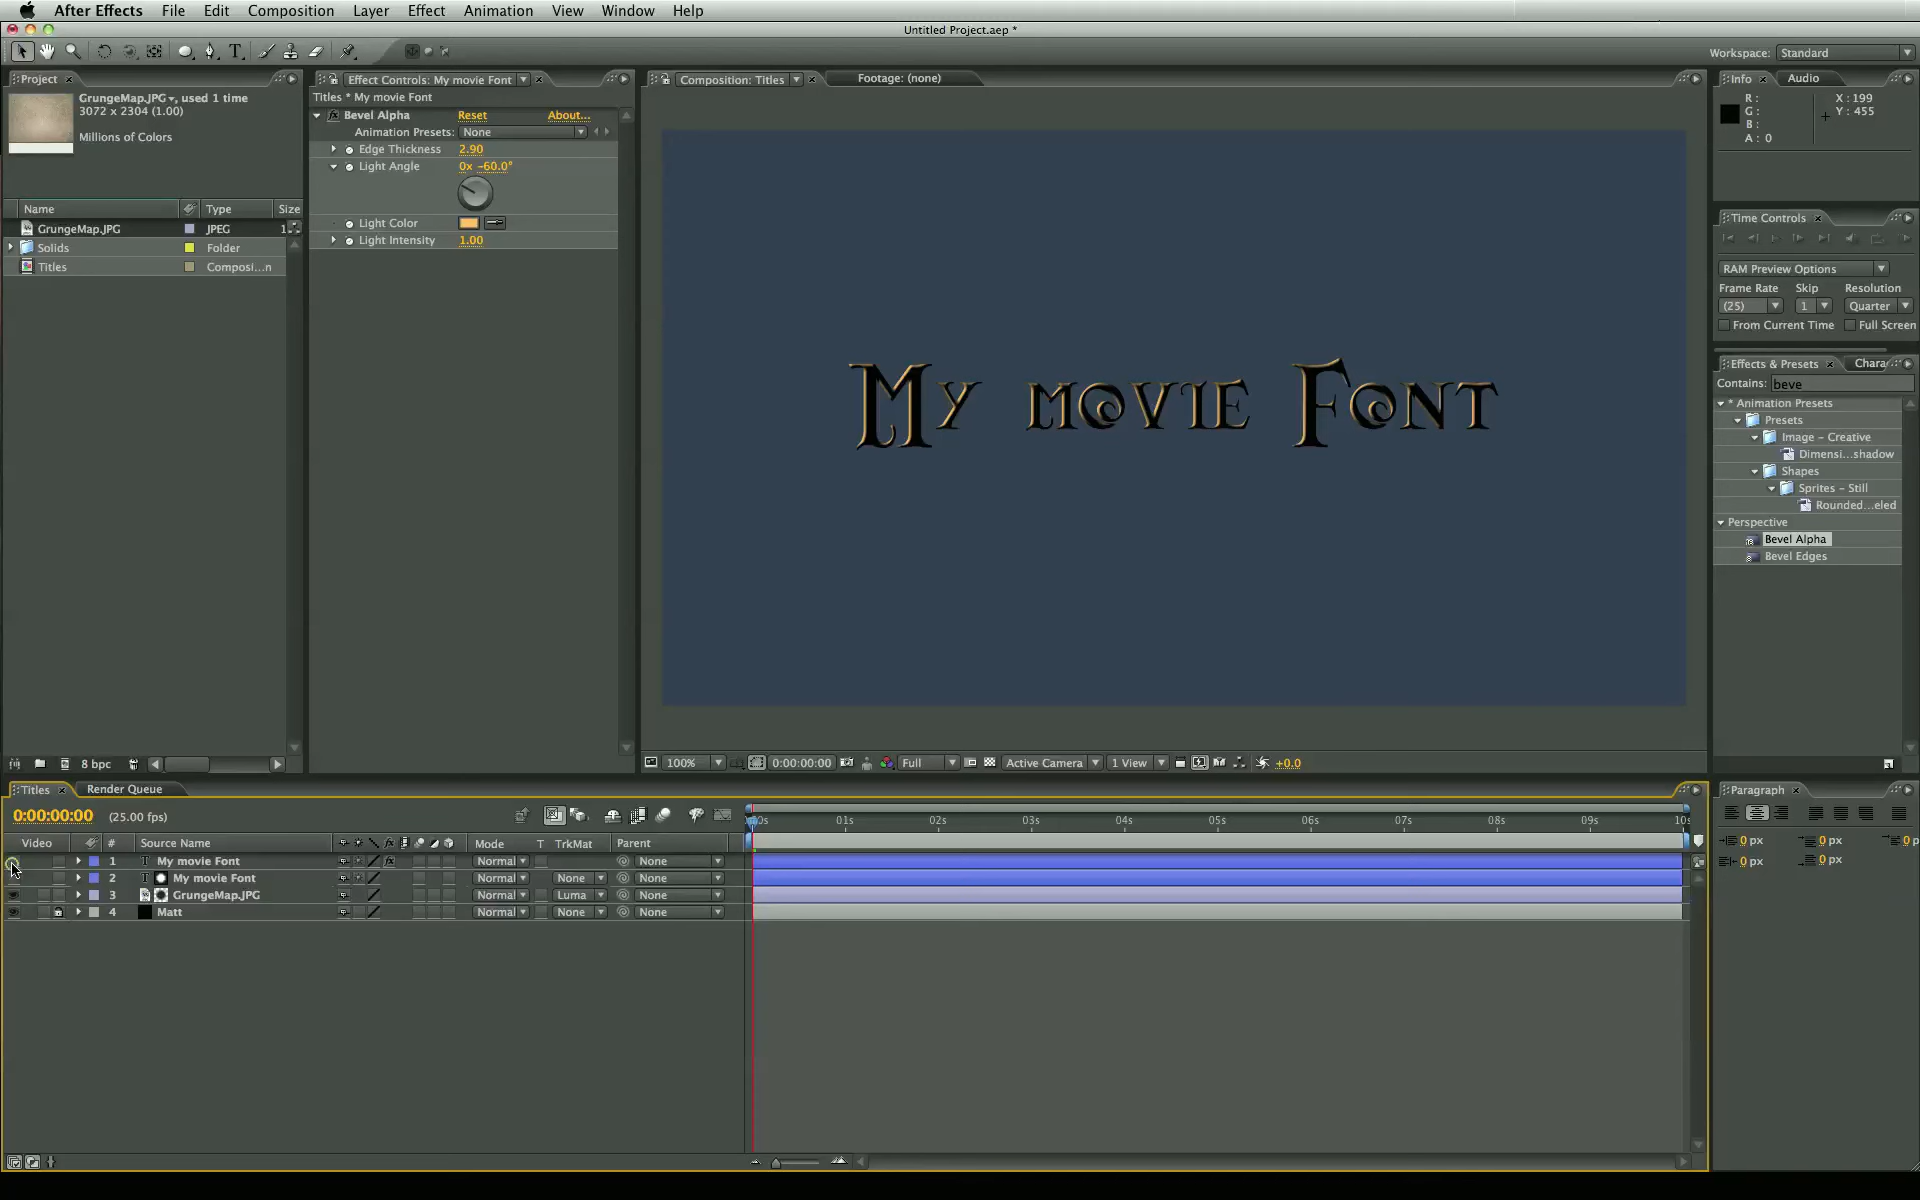 After Effects File Edit Composition Layer Effect Animation View Window Help
Untitled Project.aep *
Workspace: Standard
Project
GrungeMap.JPG, used 1 time
3072 x 2304 (1.00)
Millions of Colors
Name Type Size
GrungeMap.JPG JPEG 1
Solids Folder
Titles Composi...n
8 bpc
Effect Controls: My movie Font
Titles * My movie Font
Bevel Alpha Reset About...
Animation Presets: None
Edge Thickness 2.90
Light Angle 0x -60.0°
Light Color
Light Intensity 1.00
Composition: Titles Footage: (none)
My movie Font
100% 0:00:00:00 Full Active Camera 1 View +0.0
Info Audio
R: X: 199
G: Y: 455
B:
A: 0
Time Controls
RAM Preview Options
Frame Rate Skip Resolution
(25) 1 Quarter
From Current Time Full Screen
Effects & Presets Chara
Contains: beve
* Animation Presets
Presets
Image - Creative
Dimensi...shadow
Shapes
Sprites - Still
Rounded...eled
Perspective
Bevel Alpha
Bevel Edges
Titles Render Queue
0:00:00:00 (25.00 fps)
Video # Source Name Mode T TrkMat Parent
1 T My movie Font Normal None
2 T My movie Font Normal None None
3 GrungeMap.JPG Normal Luma None
4 Matt Normal None None
01s 02s 03s 04s 05s 06s 07s 08s 09s 10s
Paragraph
0 px 0 px 0 p
0 px 0 px